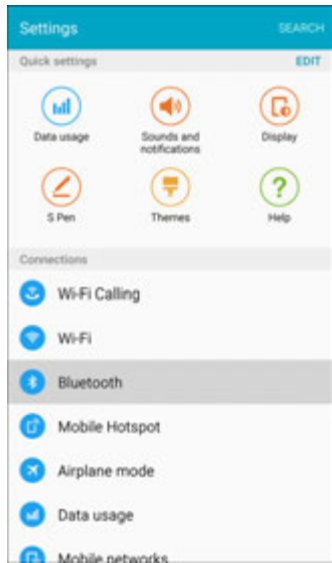 Settings SEARCH
Quick settings EDIT
Data usage
Sounds and
notifications
Display
S Pen
Themes
Help
Connections
Wi-Fi Calling
Wi-Fi
Bluetooth
Mobile Hotspot
Airplane mode
Data usage
Mobile networks